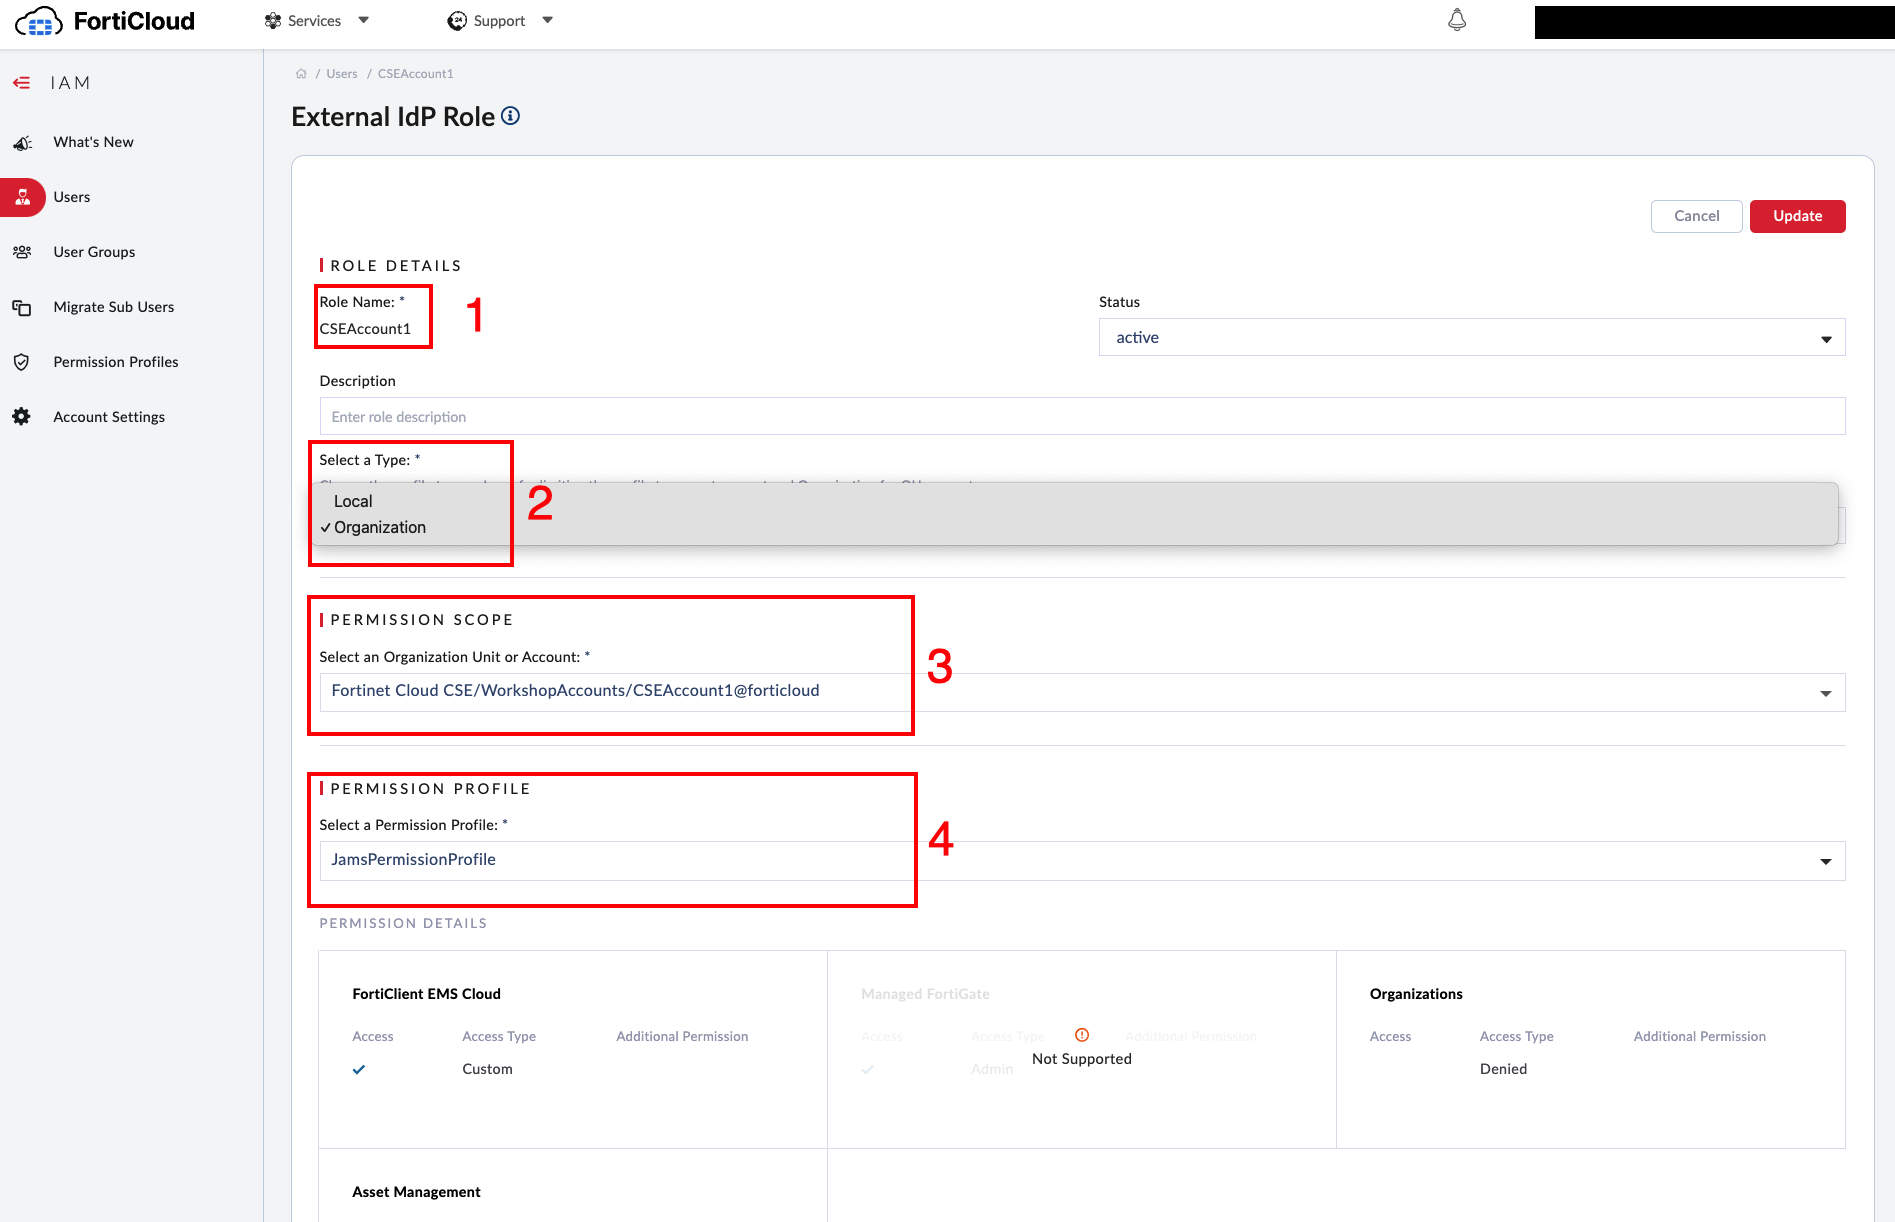 FortiCloud
Services
Support
IAM
/ Users / CSEAccount1
External IdP Role
What's New
Users
User Groups
Migrate Sub Users
Permission Profiles
Account Settings
Cancel
Update
ROLE DETAILS
Role Name: *
CSEAccount1
1
Status
active
Description
Enter role description
Select a Type: *
Local
✓ Organization
2
PERMISSION SCOPE
Select an Organization Unit or Account: *
Fortinet Cloud CSE/WorkshopAccounts/CSEAccount1@forticloud
3
PERMISSION PROFILE
Select a Permission Profile: *
JamsPermissionProfile
4
PERMISSION DETAILS
FortiClient EMS Cloud
Access Access Type Additional Permission
Custom
Managed FortiGate
Access Access Type Additional Permission
Admin
Not Supported
Organizations
Access Access Type Additional Permission
Denied
Asset Management